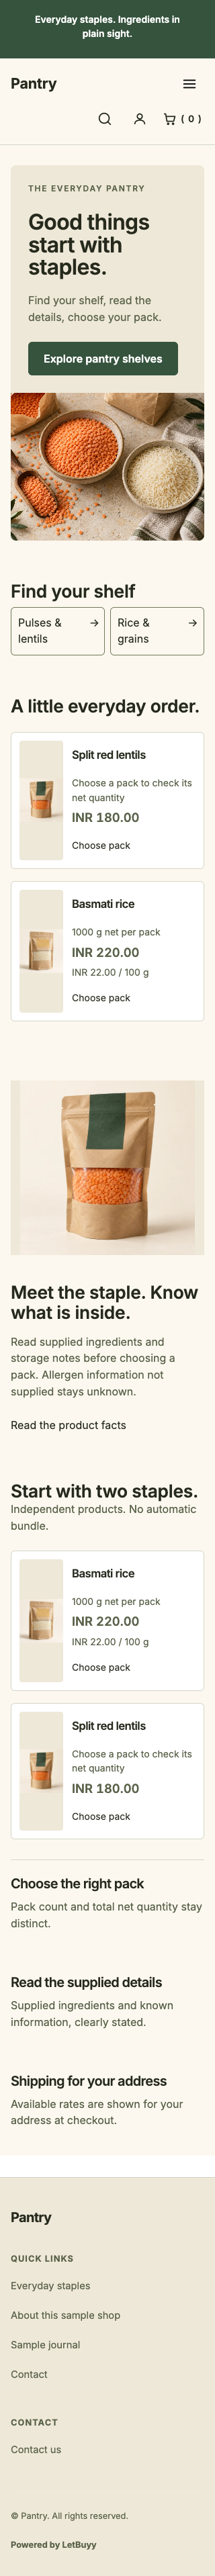 Everyday staples. Ingredients in
plain sight.
Pantry
( 0 )
THE EVERYDAY PANTRY
Good things
start with
staples.
Find your shelf, read the
details, choose your pack.
Explore pantry shelves
Find your shelf
Pulses &
lentils
→
Rice &
grains
→
A little everyday order.
Split red lentils
Choose a pack to check its
net quantity
INR 180.00
Choose pack
Basmati rice
1000 g net per pack
INR 220.00
INR 22.00 / 100 g
Choose pack
Meet the staple. Know
what is inside.
Read supplied ingredients and
storage notes before choosing a
pack. Allergen information not
supplied stays unknown.
Read the product facts
Start with two staples.
Independent products. No automatic
bundle.
Basmati rice
1000 g net per pack
INR 220.00
INR 22.00 / 100 g
Choose pack
Split red lentils
Choose a pack to check its
net quantity
INR 180.00
Choose pack
Choose the right pack
Pack count and total net quantity stay
distinct.
Read the supplied details
Supplied ingredients and known
information, clearly stated.
Shipping for your address
Available rates are shown for your
address at checkout.
Pantry
QUICK LINKS
Everyday staples
About this sample shop
Sample journal
Contact
CONTACT
Contact us
© Pantry. All rights reserved.
Powered by LetBuyy